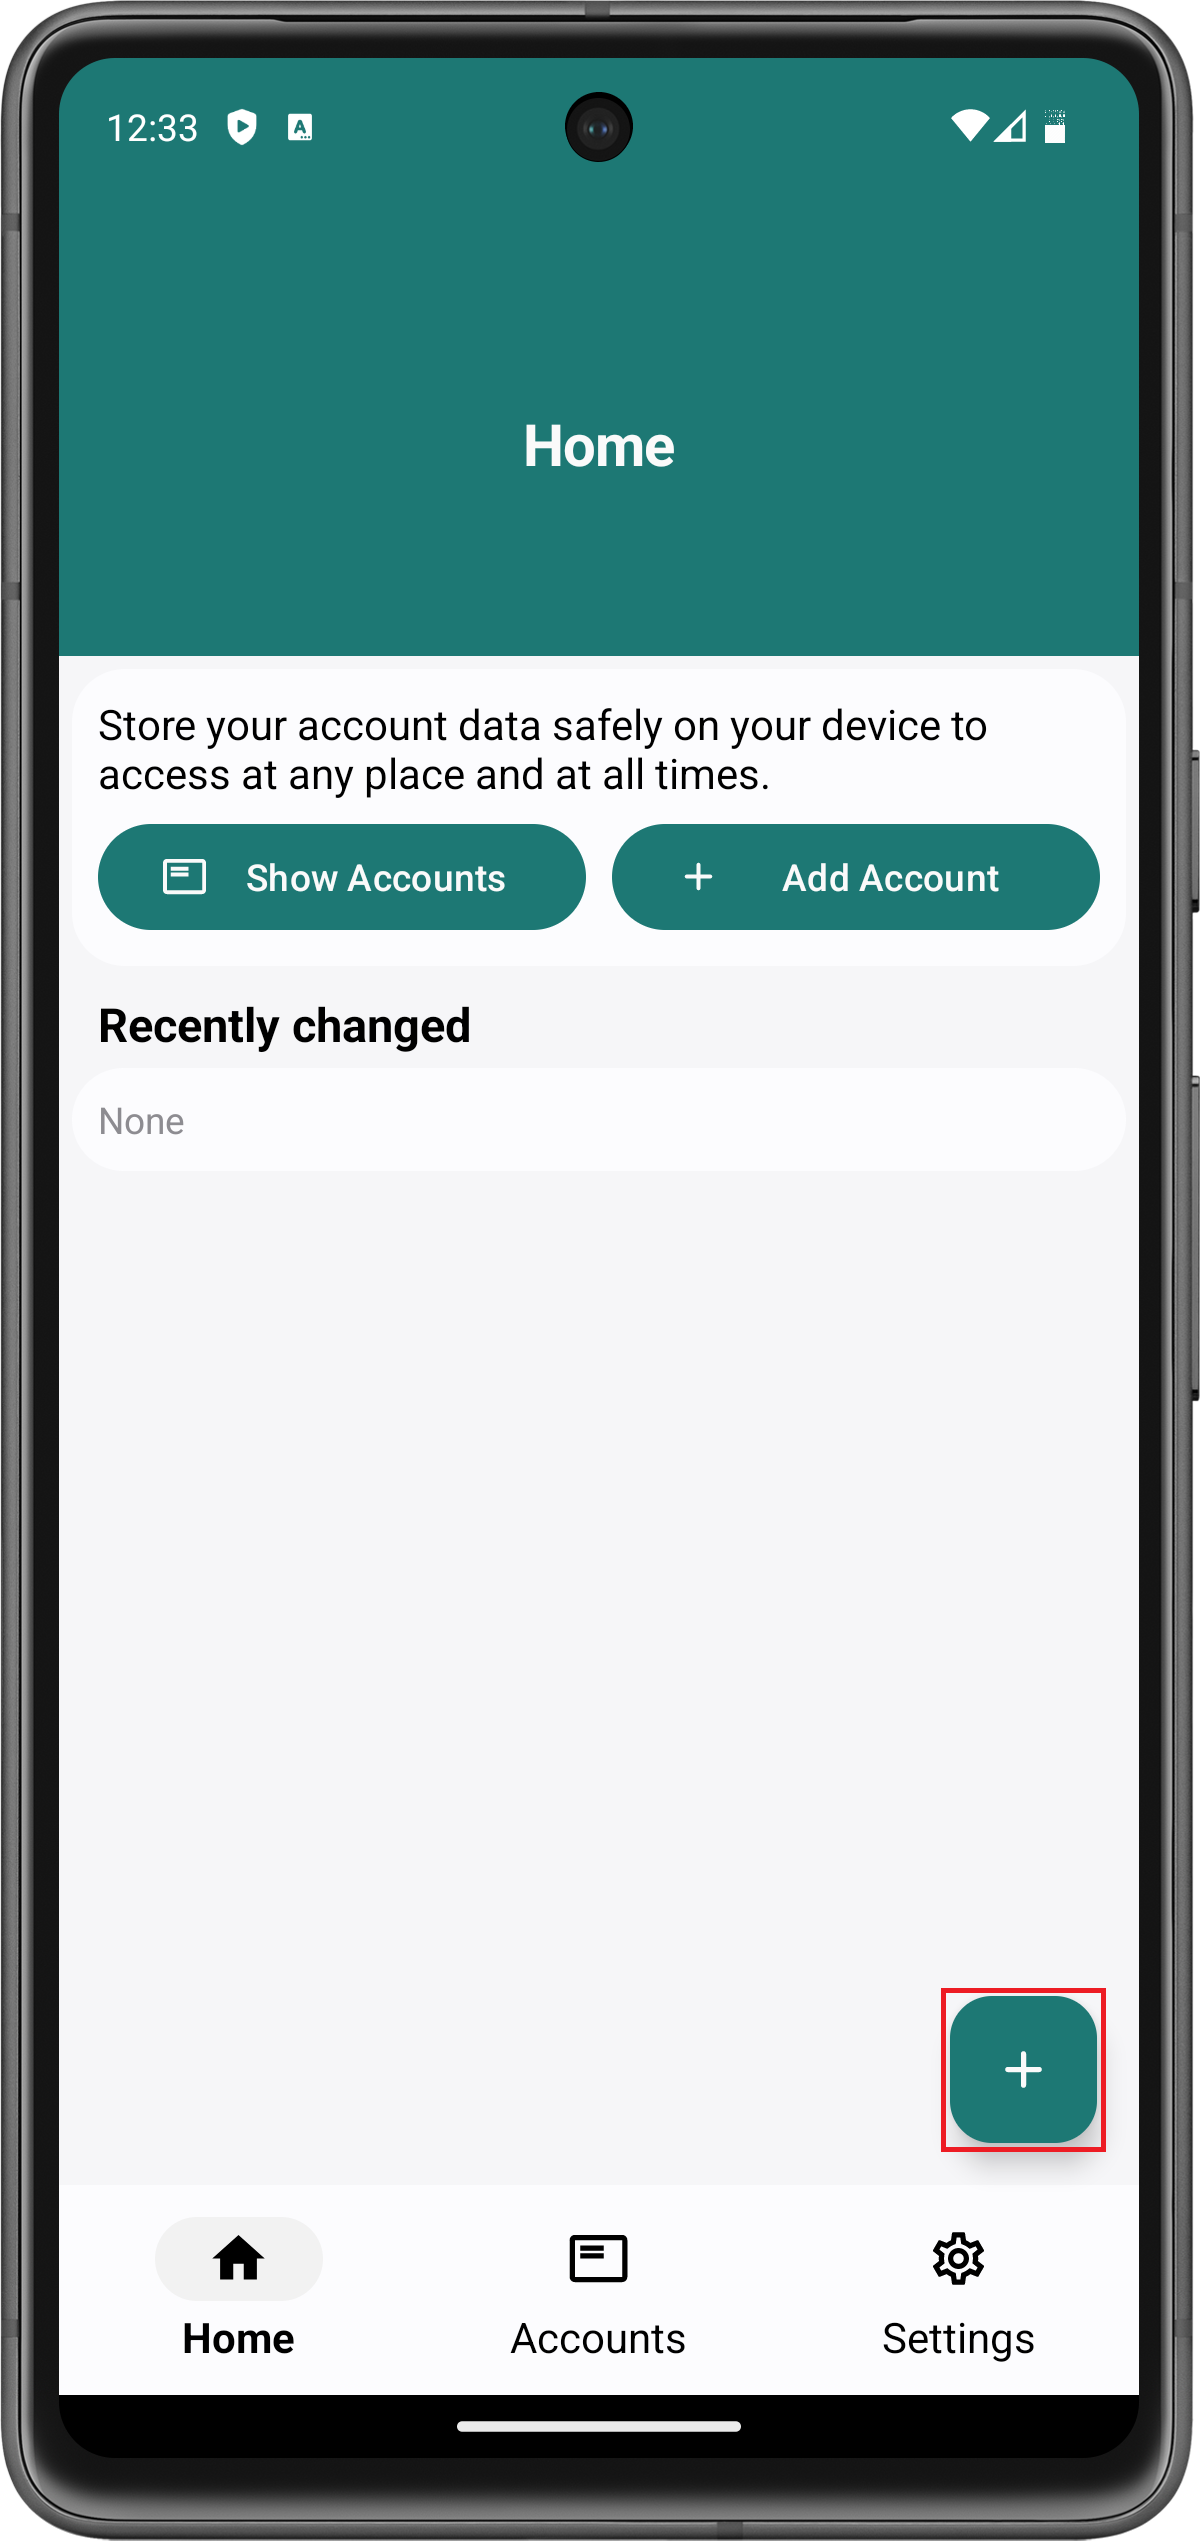 12:33
Home
Store your account data safely on your device to
access at any place and at all times.
Show Accounts
Add Account
Recently changed
None
Home
Accounts
Settings